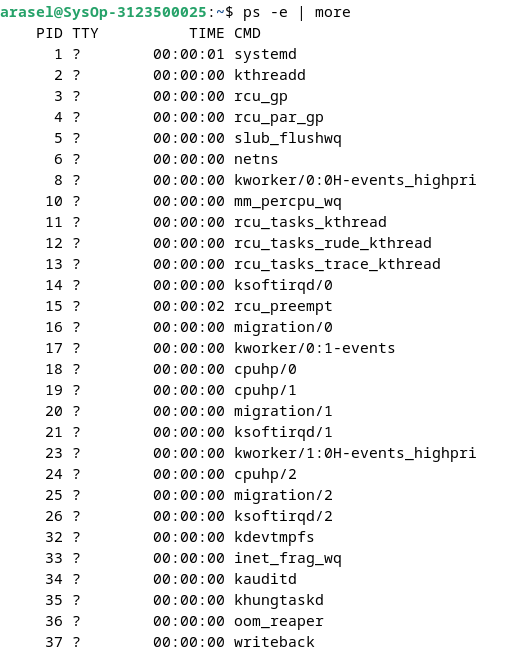 arasel@SysOp-3123500025:~$ ps -e | more
    PID TTY          TIME CMD
      1 ?        00:00:01 systemd
      2 ?        00:00:00 kthreadd
      3 ?        00:00:00 rcu_gp
      4 ?        00:00:00 rcu_par_gp
      5 ?        00:00:00 slub_flushwq
      6 ?        00:00:00 netns
      8 ?        00:00:00 kworker/0:0H-events_highpri
     10 ?        00:00:00 mm_percpu_wq
     11 ?        00:00:00 rcu_tasks_kthread
     12 ?        00:00:00 rcu_tasks_rude_kthread
     13 ?        00:00:00 rcu_tasks_trace_kthread
     14 ?        00:00:00 ksoftirqd/0
     15 ?        00:00:02 rcu_preempt
     16 ?        00:00:00 migration/0
     17 ?        00:00:00 kworker/0:1-events
     18 ?        00:00:00 cpuhp/0
     19 ?        00:00:00 cpuhp/1
     20 ?        00:00:00 migration/1
     21 ?        00:00:00 ksoftirqd/1
     23 ?        00:00:00 kworker/1:0H-events_highpri
     24 ?        00:00:00 cpuhp/2
     25 ?        00:00:00 migration/2
     26 ?        00:00:00 ksoftirqd/2
     32 ?        00:00:00 kdevtmpfs
     33 ?        00:00:00 inet_frag_wq
     34 ?        00:00:00 kauditd
     35 ?        00:00:00 khungtaskd
     36 ?        00:00:00 oom_reaper
     37 ?        00:00:00 writeback